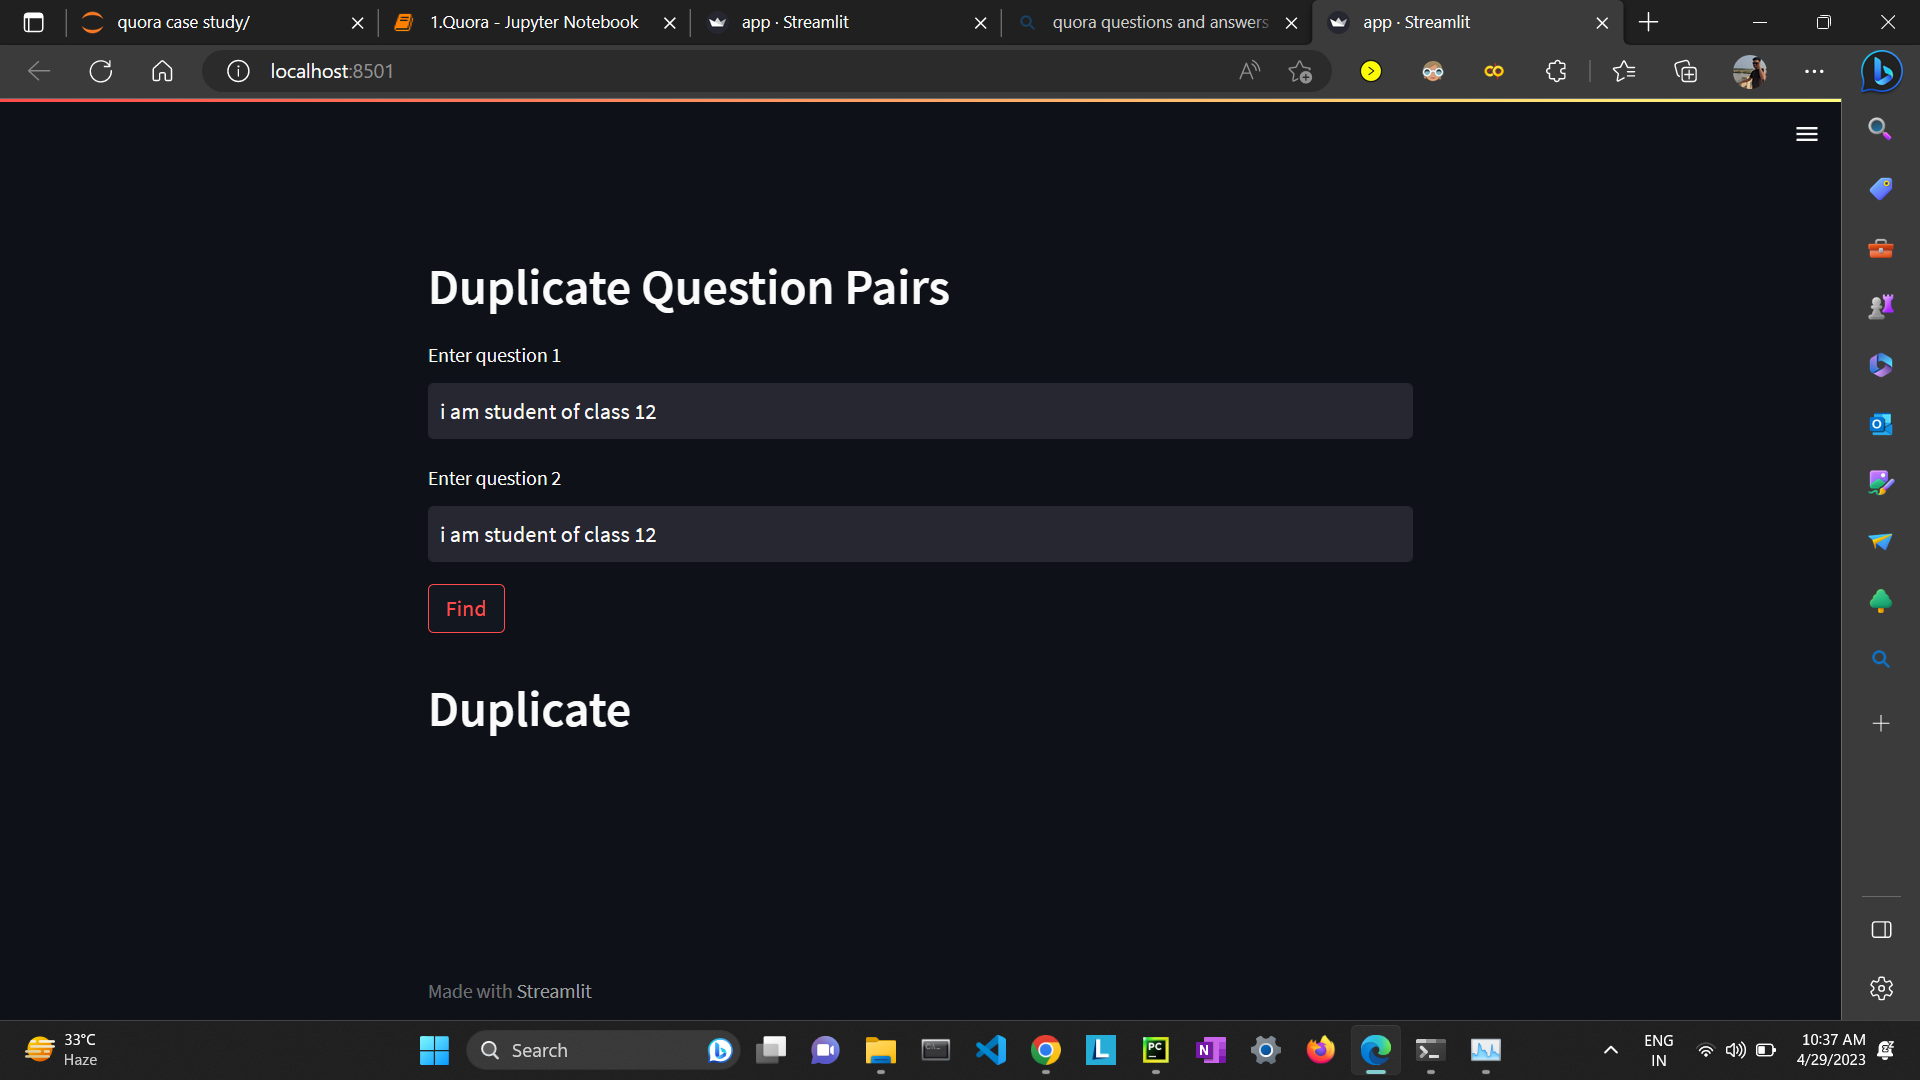 quora case study/
1.Quora - Jupyter Notebook
app · Streamlit
quora questions and answers
app · Streamlit
localhost:8501
Duplicate Question Pairs
Enter question 1
i am student of class 12
Enter question 2
i am student of class 12
Find
Duplicate
Made with Streamlit
33°C
Haze
Search
ENG
IN
10:37 AM
4/29/2023